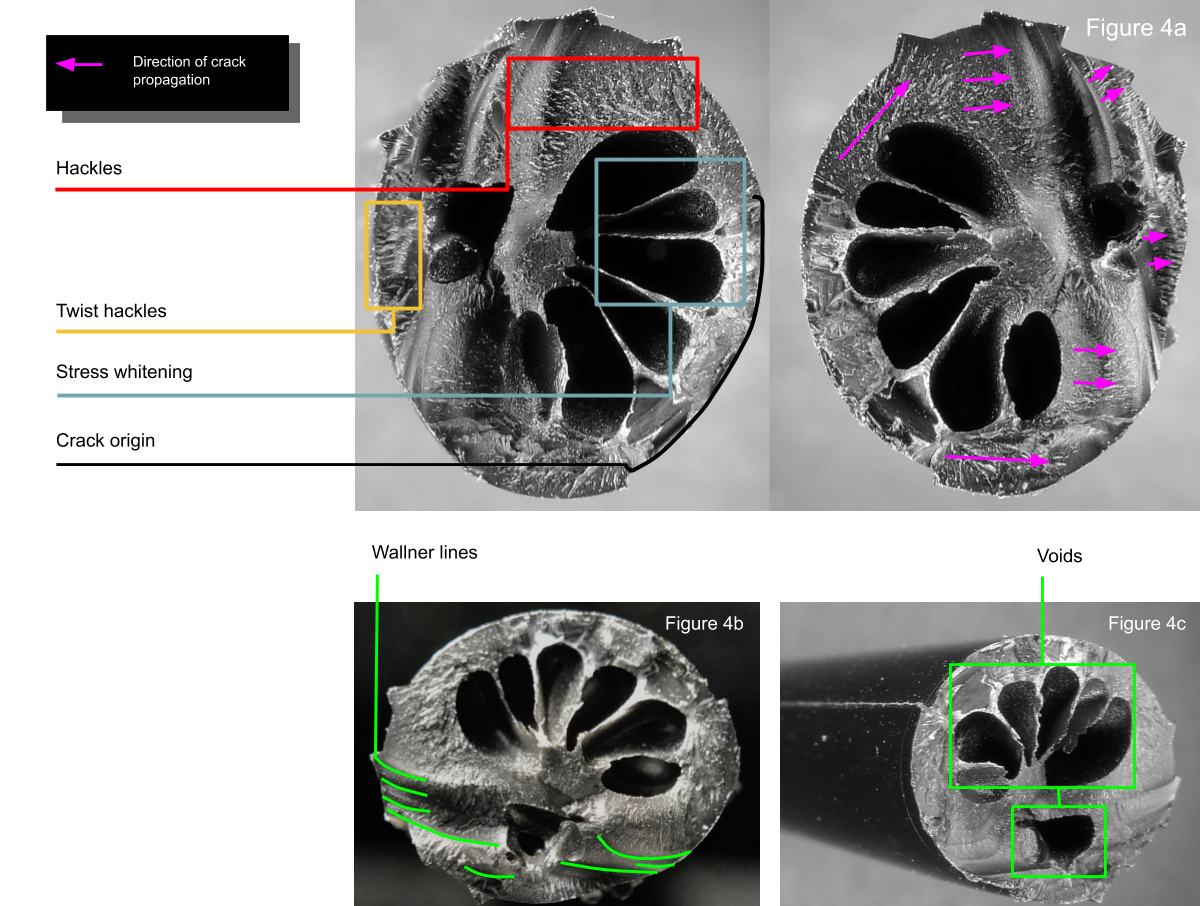 Figure 4a
Direction of crack
propagation
Hackles
Twist hackles
Stress whitening
Crack origin
Wallner lines
Voids
Figure 4b
Figure 4c